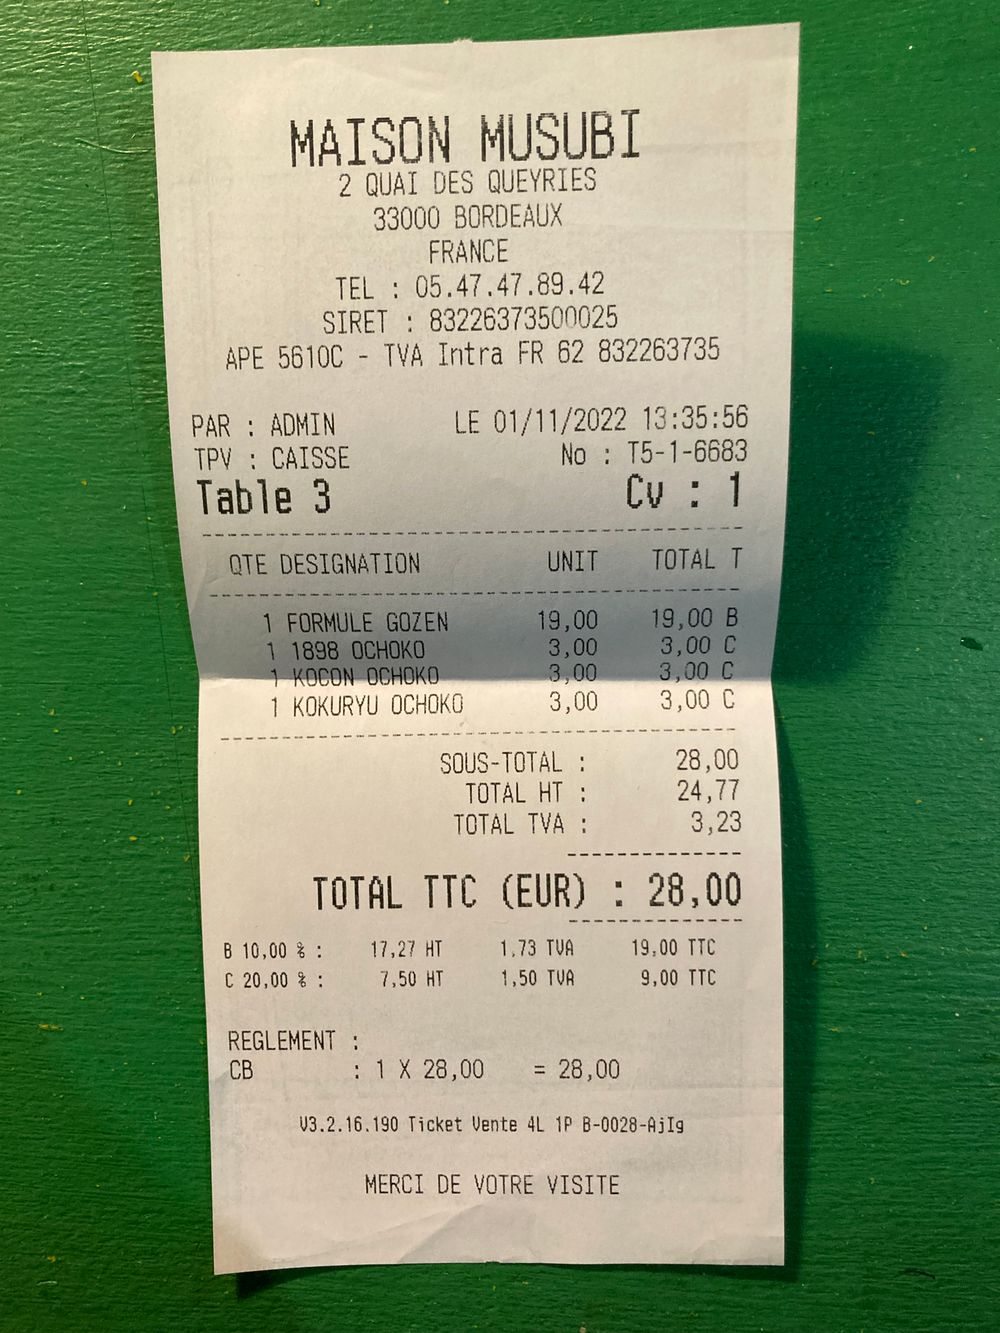 MAISON MUSUBI
2 QUAI DES QUEYRIES
33000 BORDEAUX
FRANCE
TEL : 05.47.47.89.42
SIRET : 83226373500025
APE 5610C - TVA Intra FR 62 832263735
PAR : ADMIN LE 01/11/2022 13:35:56
TPV : CAISSE No : T5-1-6683
Table 3 Cv : 1
QTE DESIGNATION UNIT TOTAL T
1 FORMULE GOZEN 19,00 19,00 B
1 1898 OCHOKO 3,00 3,00 C
1 KOCON OCHOKO 3,00 3,00 C
1 KOKURYU OCHOKO 3,00 3,00 C
SOUS-TOTAL : 28,00
TOTAL HT : 24,77
TOTAL TVA : 3,23
TOTAL TTC (EUR) : 28,00
B 10,00 % : 17,27 HT 1,73 TVA 19,00 TTC
C 20,00 % : 7,50 HT 1,50 TVA 9,00 TTC
REGLEMENT :
CB : 1 X 28,00 = 28,00
V3.2.16.190 Ticket Vente 4L 1P B-0028-AjIg
MERCI DE VOTRE VISITE